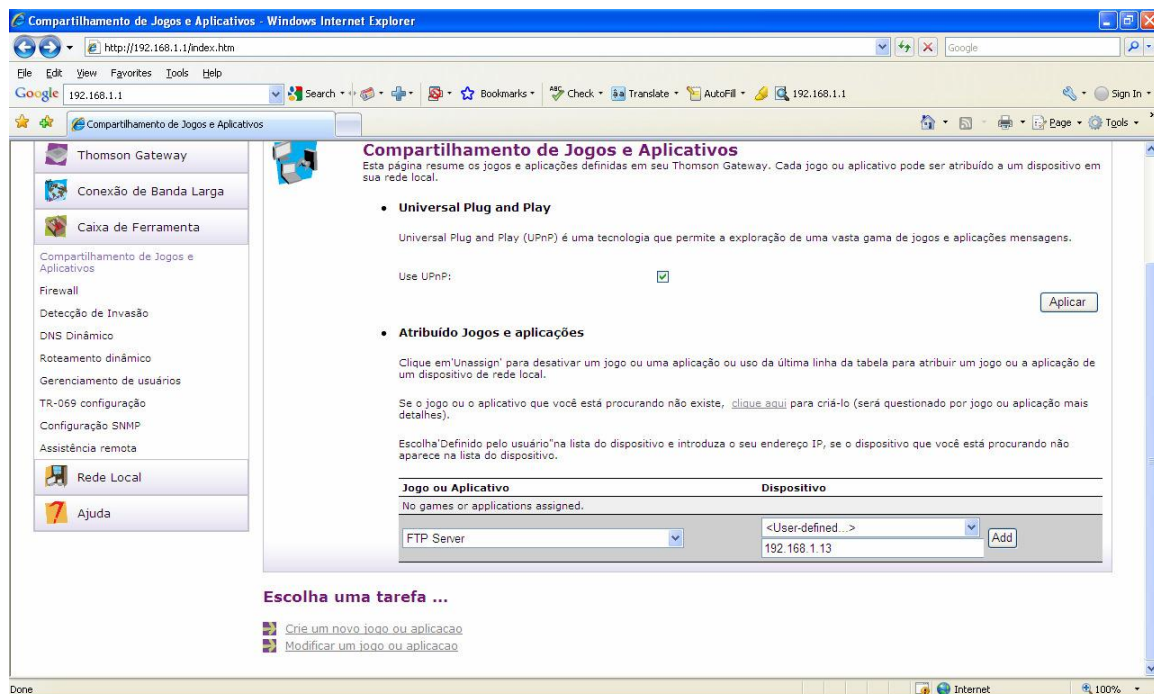 Compartilhamento de Jogos e Aplicativos - Windows Internet Explorer
http://192.168.1.1/index.htm
Google
File Edit View Favorites Tools Help
Google 192.168.1.1 Search Bookmarks Check Translate AutoFill 192.168.1.1 Sign In
Compartilhamento de Jogos e Aplicativos
Page Tools
Thomson Gateway
Conexão de Banda Larga
Caixa de Ferramenta
Compartilhamento de Jogos e
Aplicativos
Firewall
Detecção de Invasão
DNS Dinâmico
Roteamento dinâmico
Gerenciamento de usuários
TR-069 configuração
Configuração SNMP
Assistência remota
Rede Local
Ajuda
Compartilhamento de Jogos e Aplicativos
Esta página resume os jogos e aplicações definidas em seu Thomson Gateway. Cada jogo ou aplicativo pode ser atribuído a um dispositivo em
sua rede local.
• Universal Plug and Play
Universal Plug and Play (UPnP) é uma tecnologia que permite a exploração de uma vasta gama de jogos e aplicações mensagens.
Use UPnP:
Aplicar
• Atribuído Jogos e aplicações
Clique em'Unassign' para desativar um jogo ou uma aplicação ou uso da última linha da tabela para atribuir um jogo ou a aplicação de
um dispositivo de rede local.
Se o jogo ou o aplicativo que você está procurando não existe, clique aqui para criá-lo (será questionado por jogo ou aplicação mais
detalhes).
Escolha'Definido pelo usuário"na lista do dispositivo e introduza o seu endereço IP, se o dispositivo que você está procurando não
aparece na lista do dispositivo.
Jogo ou Aplicativo Dispositivo
No games or applications assigned.
FTP Server <User-defined...> Add
192.168.1.13
Escolha uma tarefa ...
Crie um novo jogo ou aplicacao
Modificar um jogo ou aplicacao
Done Internet 100%